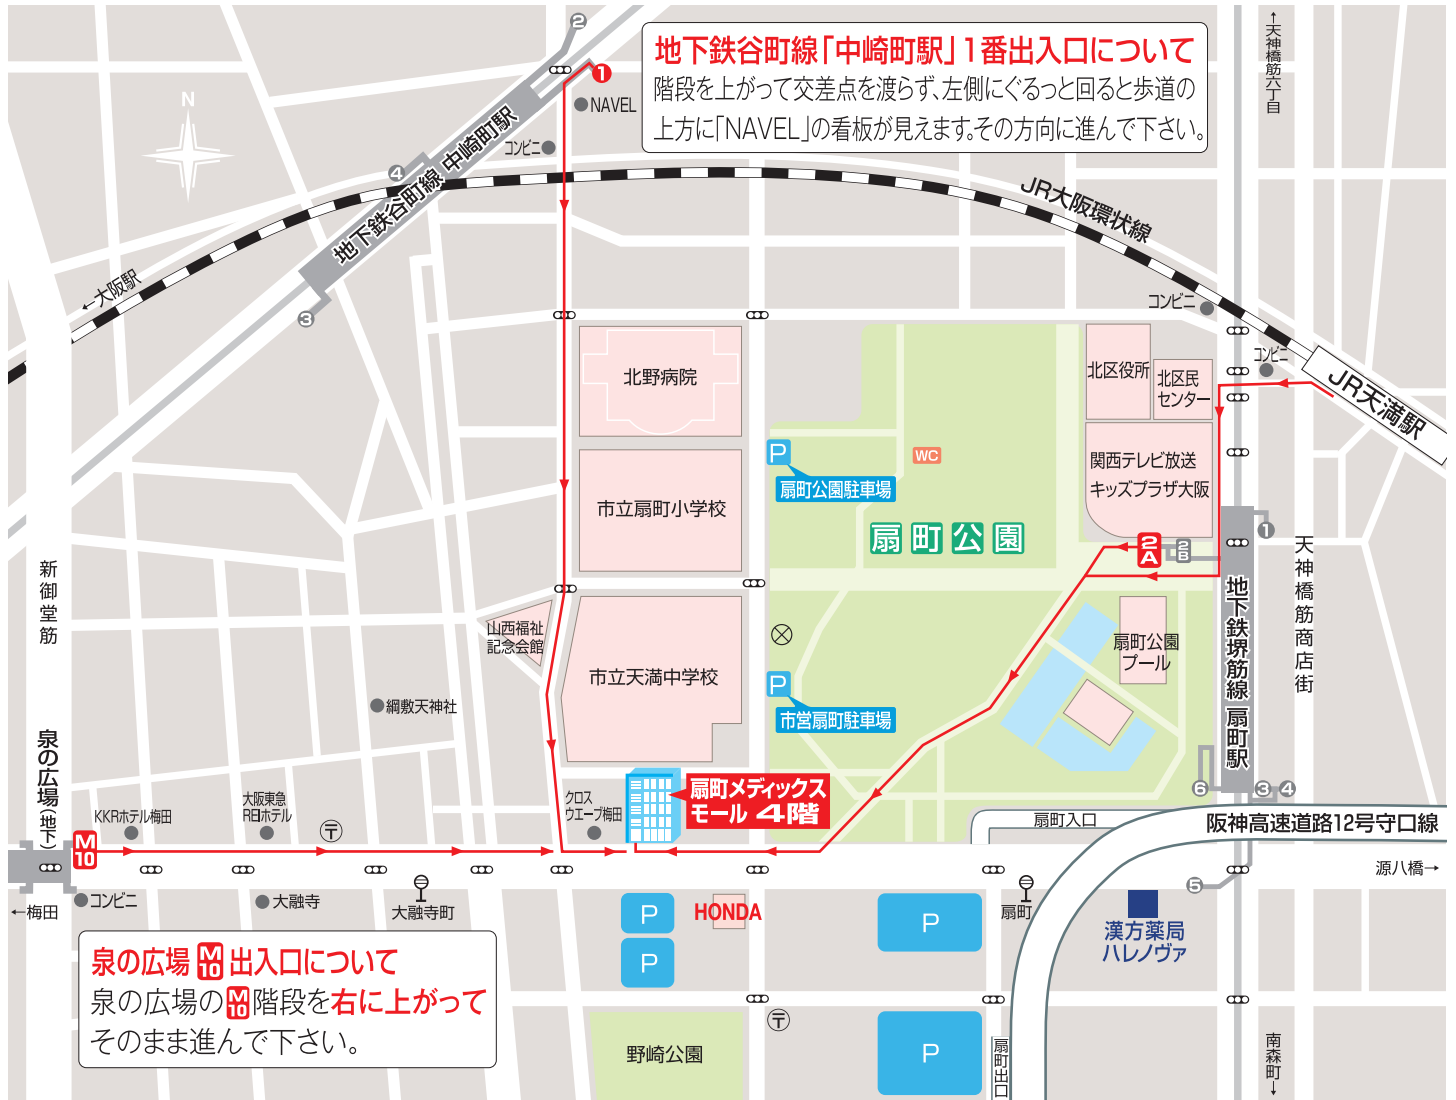 地下鉄谷町線「中崎町駅」1番出入口について
階段を上がって交差点を渡らず、左側にぐるっと回ると歩道の
上方に「NAVEL」の看板が見えます。その方向に進んで下さい。
2
1
NAVEL
コンビニ
4
地下鉄谷町線 中崎町駅
3
N
←大阪駅
←天神橋筋六丁目
JR大阪環状線
コンビニ
コンビニ
JR天満駅
北野病院
北区役所
北区民
センター
関西テレビ放送
キッズプラザ大阪
P
扇町公園駐車場
WC
市立扇町小学校
扇町公園
2A
2B
1
地下鉄堺筋線 扇町駅
天神橋筋商店街
新御堂筋
山西福祉
記念会館
市立天満中学校
扇町公園
プール
P
市営扇町駐車場
綱敷天神社
泉の広場(地下)
6
3
4
KKRホテル梅田
大阪東急
REIホテル
〒
クロス
ウエーブ梅田
扇町メディックス
モール 4階
扇町入口
阪神高速道路12号守口線
M10
源八橋→
5
コンビニ
←梅田
大融寺
大融寺町
P
P
HONDA
P
扇町
漢方薬局
ハレノヴァ
泉の広場 M10 出入口について
泉の広場のM10階段を右に上がって
そのまま進んで下さい。
〒
野崎公園
P
扇町出口
南森町→